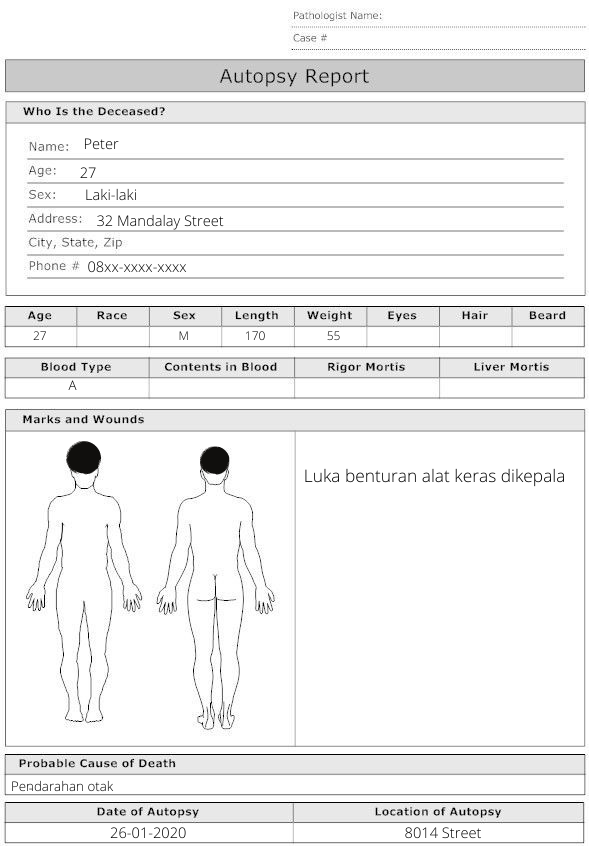 Pathologist Name:
Case #
Autopsy Report
Who Is the Deceased?
Name: Peter
Age: 27
Sex: Laki-laki
Address: 32 Mandalay Street
City, State, Zip
Phone # 08xx-xxxx-xxxx
Age Race Sex Length Weight Eyes Hair Beard
27 M 170 55
Blood Type Contents in Blood Rigor Mortis Liver Mortis
A
Marks and Wounds
Luka benturan alat keras dikepala
Probable Cause of Death
Pendarahan otak
Date of Autopsy Location of Autopsy
26-01-2020 8014 Street